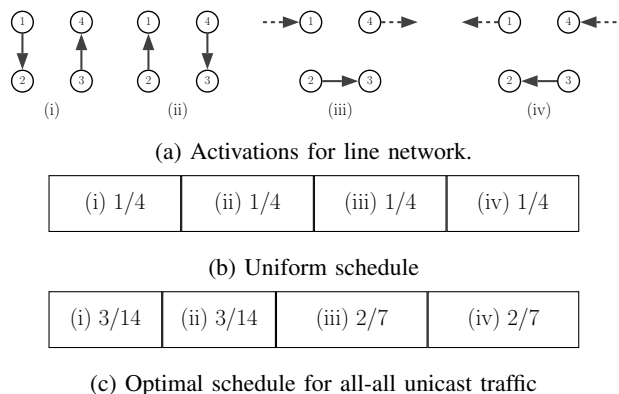 1 4 1 4 1 4 1 4
2 3 2 3 2 3 2 3
(i) (ii) (iii) (iv)
(a) Activations for line network.
(i) 1/4 (ii) 1/4 (iii) 1/4 (iv) 1/4
(b) Uniform schedule
(i) 3/14 (ii) 3/14 (iii) 2/7 (iv) 2/7
(c) Optimal schedule for all-all unicast traffic